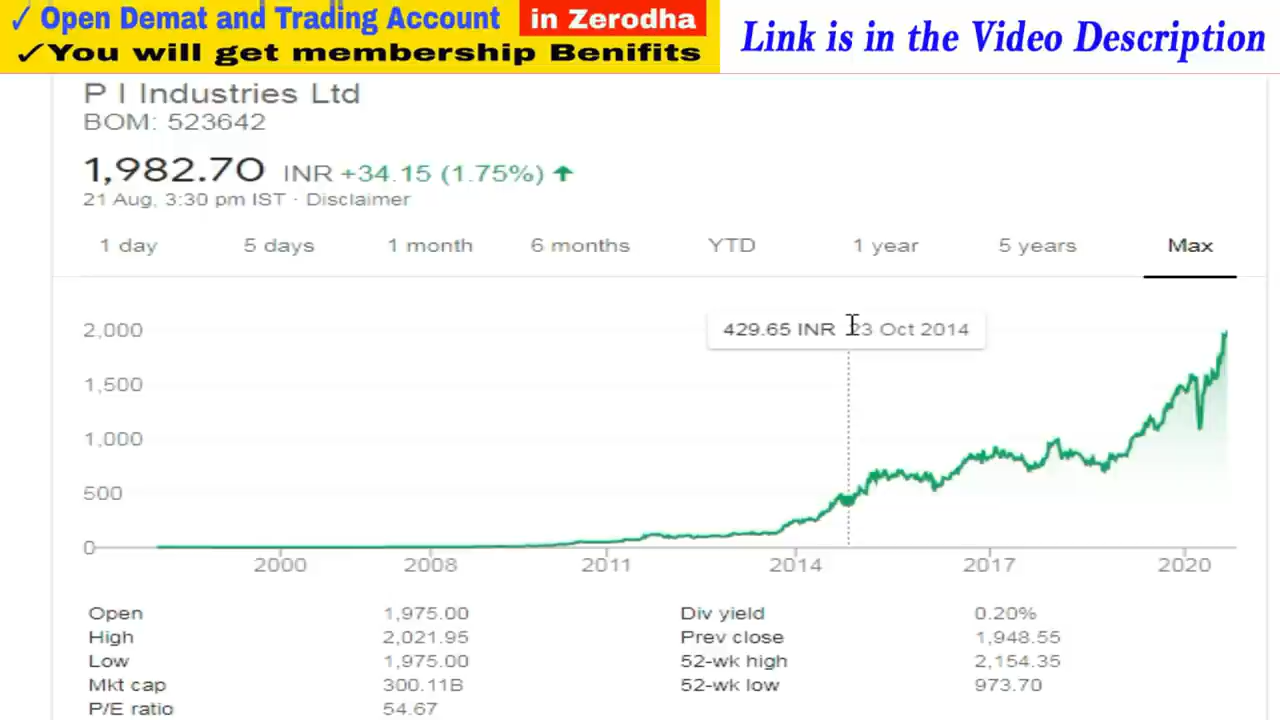 ✓ Open Demat and Trading Account in Zerodha
✓You will get membership Benifits
Link is in the Video Description
P I Industries Ltd
BOM: 523642
1,982.70 INR +34.15 (1.75%) ↑
21 Aug, 3:30 pm IST · Disclaimer
1 day 5 days 1 month 6 months YTD 1 year 5 years Max
429.65 INR 23 Oct 2014
2,000
1,500
1,000
500
0
2000 2008 2011 2014 2017 2020
Open 1,975.00 Div yield 0.20%
High 2,021.95 Prev close 1,948.55
Low 1,975.00 52-wk high 2,154.35
Mkt cap 300.11B 52-wk low 973.70
P/E ratio 54.67